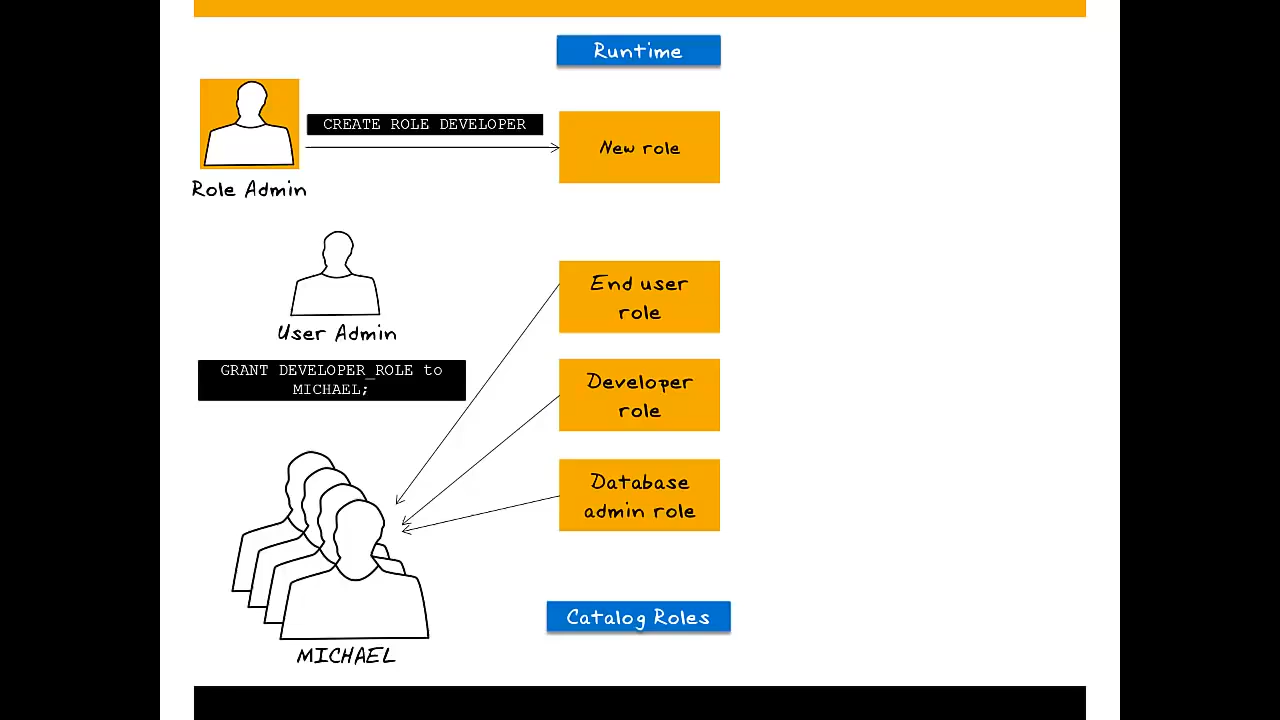 Runtime
CREATE ROLE DEVELOPER
New role
Role Admin
End user
role
User Admin
GRANT DEVELOPER_ROLE to
MICHAEL;
Developer
role
Database
admin role
Catalog Roles
MICHAEL